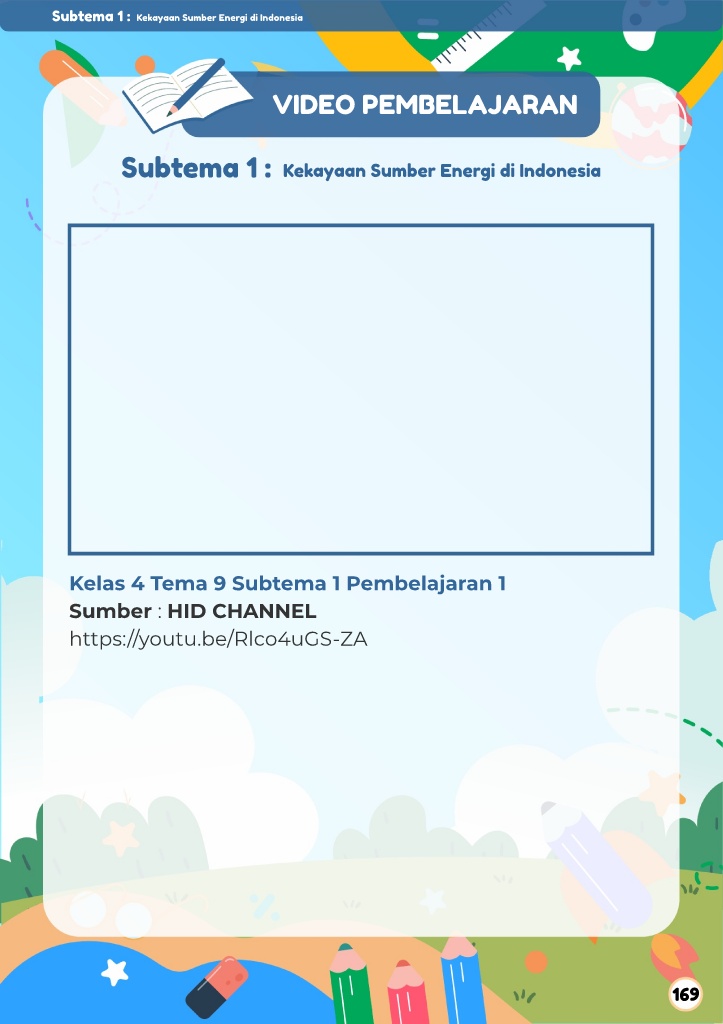 Subtema 1 : Kekayaan Sumber Energi di Indonesia
VIDEO PEMBELAJARAN
Subtema 1 : Kekayaan Sumber Energi di Indonesia
Kelas 4 Tema 9 Subtema 1 Pembelajaran 1
Sumber : HID CHANNEL
https://youtu.be/Rlco4uGS-ZA
169